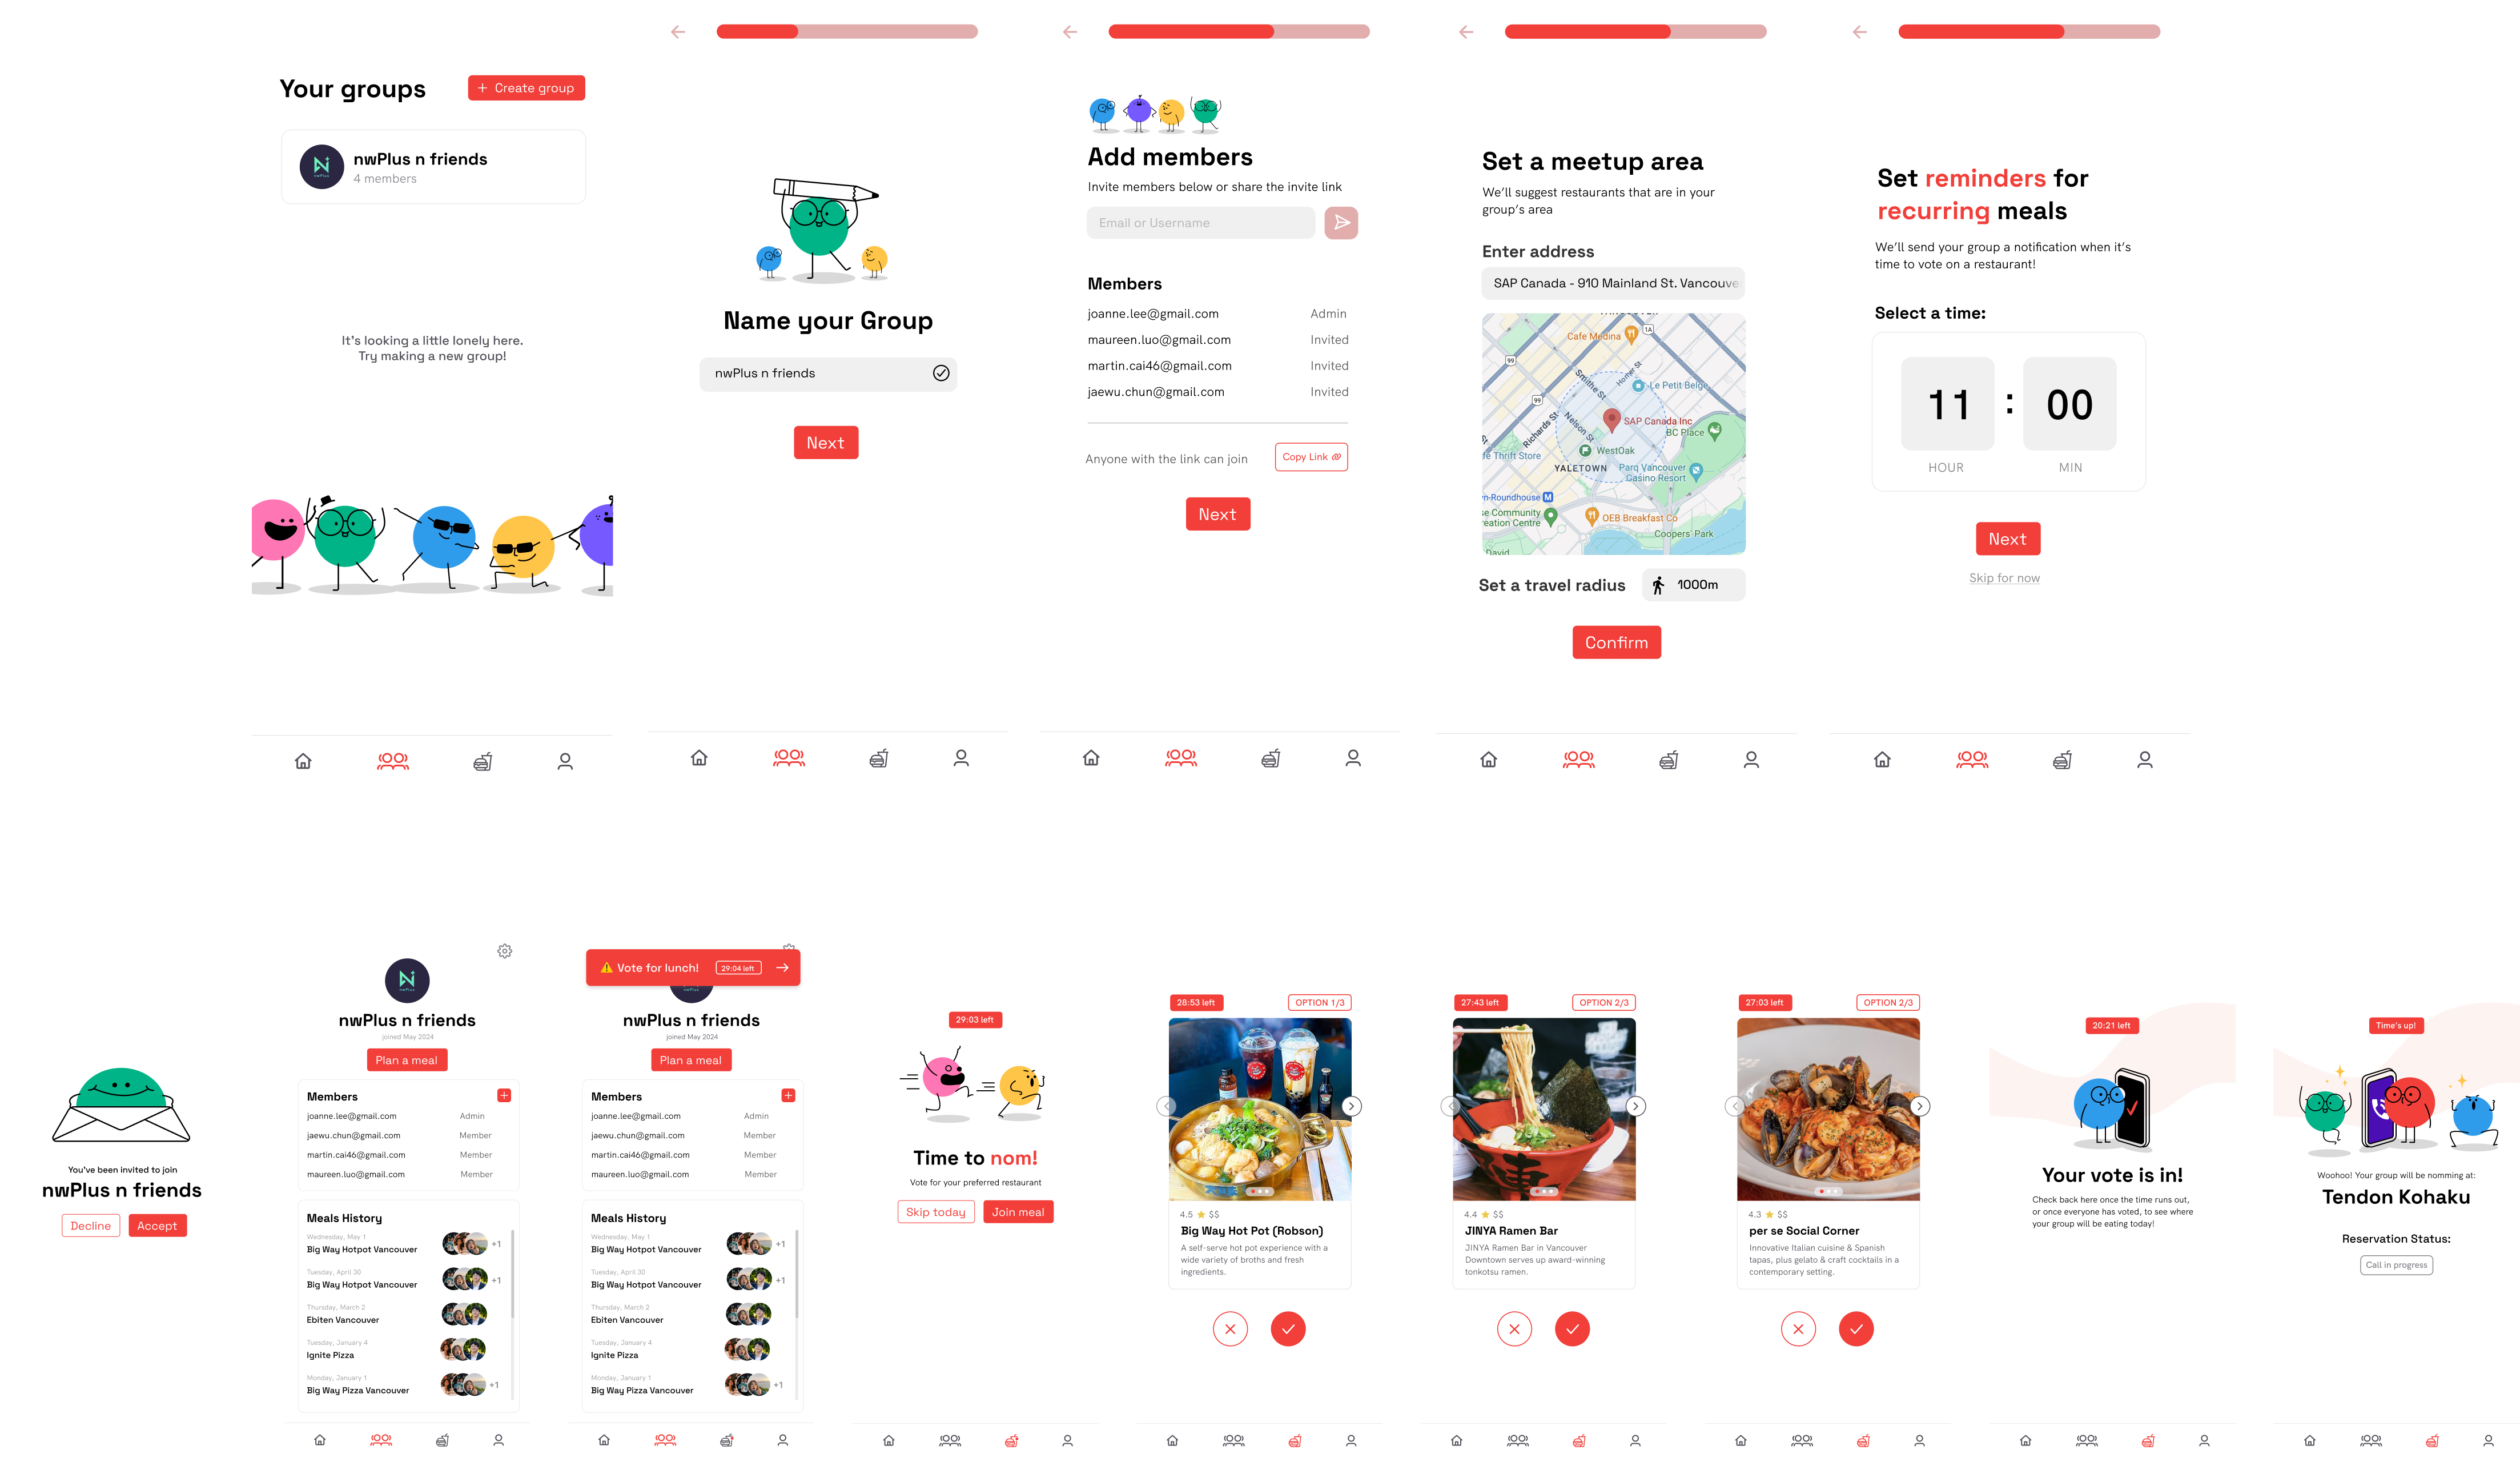 Your groups
+ Create group
nwPlus n friends
4 members
It's looking a little lonely here.
Try making a new group!
Name your Group
nwPlus n friends
Next
Add members
Invite members below or share the invite link
Email or Username
Members
joanne.lee@gmail.com Admin
maureen.luo@gmail.com Invited
martin.cai46@gmail.com Invited
jaewu.chun@gmail.com Invited
Anyone with the link can join
Copy Link
Next
Set a meetup area
We'll suggest restaurants that are in your
group's area
Enter address
SAP Canada - 910 Mainland St. Vancouve
Cafe Medina
1A
99
Smithe St
Homer St
Le Petit Belge
99
Richards St
Nelson St
SAP Canada Inc
BC Place
WestOak
fe Thrift Store
YALETOWN
Parq Vancouver
Casino Resort
n-Roundhouse M
se Community
eation Centre
OEB Breakfast Co
Coopers' Park
David
Set a travel radius
1000m
Confirm
Set reminders for
recurring meals
We'll send your group a notification when it's
time to vote on a restaurant!
Select a time:
11 : 00
HOUR MIN
Next
Skip for now
You've been invited to join
nwPlus n friends
Decline Accept
nwPlus n friends
joined May 2024
Plan a meal
Members +
joanne.lee@gmail.com Admin
jaewu.chun@gmail.com Member
martin.cai46@gmail.com Member
maureen.luo@gmail.com Member
Meals History
Wednesday, May 1
Big Way Hotpot Vancouver +1
Tuesday, April 30
Big Way Hotpot Vancouver +1
Thursday, March 2
Ebiten Vancouver
Tuesday, January 4
Ignite Pizza
Monday, January 1
Big Way Pizza Vancouver +1
Vote for lunch! 29:04 left
nwPlus n friends
joined May 2024
Plan a meal
Members +
joanne.lee@gmail.com Admin
jaewu.chun@gmail.com Member
martin.cai46@gmail.com Member
maureen.luo@gmail.com Member
Meals History
Wednesday, May 1
Big Way Hotpot Vancouver +1
Tuesday, April 30
Big Way Hotpot Vancouver +1
Thursday, March 2
Ebiten Vancouver
Tuesday, January 4
Ignite Pizza
Monday, January 1
Big Way Pizza Vancouver +1
29:03 left
Time to nom!
Vote for your preferred restaurant
Skip today Join meal
28:53 left OPTION 1/3
4.5 $$
Big Way Hot Pot (Robson)
A self-serve hot pot experience with a
wide variety of broths and fresh
ingredients.
27:43 left OPTION 2/3
4.4 $$
JINYA Ramen Bar
JINYA Ramen Bar in Vancouver
Downtown serves up award-winning
tonkotsu ramen.
27:03 left OPTION 2/3
4.3 $$
per se Social Corner
Innovative Italian cuisine & Spanish
tapas, plus gelato & craft cocktails in a
contemporary setting.
20:21 left
Your vote is in!
Check back here once the time runs out,
or once everyone has voted, to see where
your group will be eating today!
Time's up!
Woohoo! Your group will be nomming at:
Tendon Kohaku
Reservation Status:
Call in progress